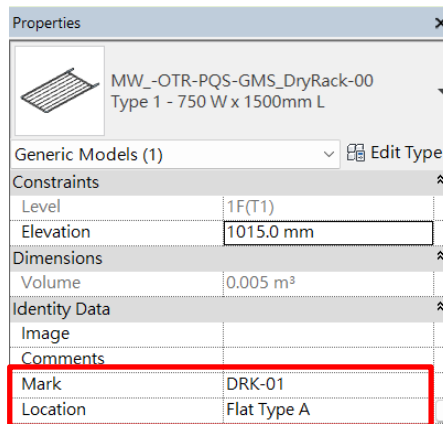 Properties
MW_-OTR-PQS-GMS_DryRack-00
Type 1 - 750 W x 1500mm L
Generic Models (1) Edit Type
Constraints
Level 1F(T1)
Elevation 1015.0 mm
Dimensions
Volume 0.005 m³
Identity Data
Image
Comments
Mark DRK-01
Location Flat Type A